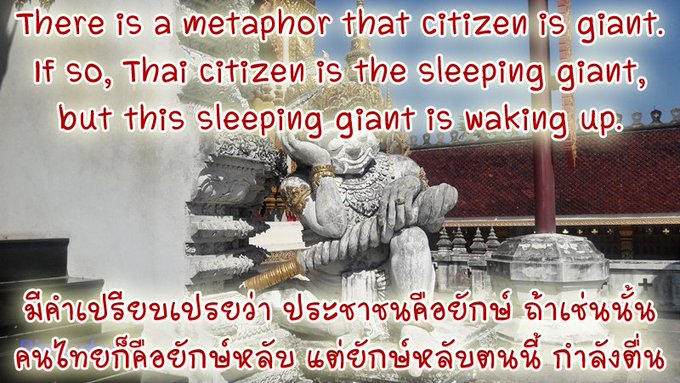 There is a metaphor that citizen is giant.
If so, Thai citizen is the sleeping giant,
but this sleeping giant is waking up.
มีคำเปรียบเปรยว่า ประชาชนคือยักษ์ ถ้าเช่นนั้น
คนไทยก็คือยักษ์หลับ แต่ยักษ์หลับตนนี้ กำลังตื่น